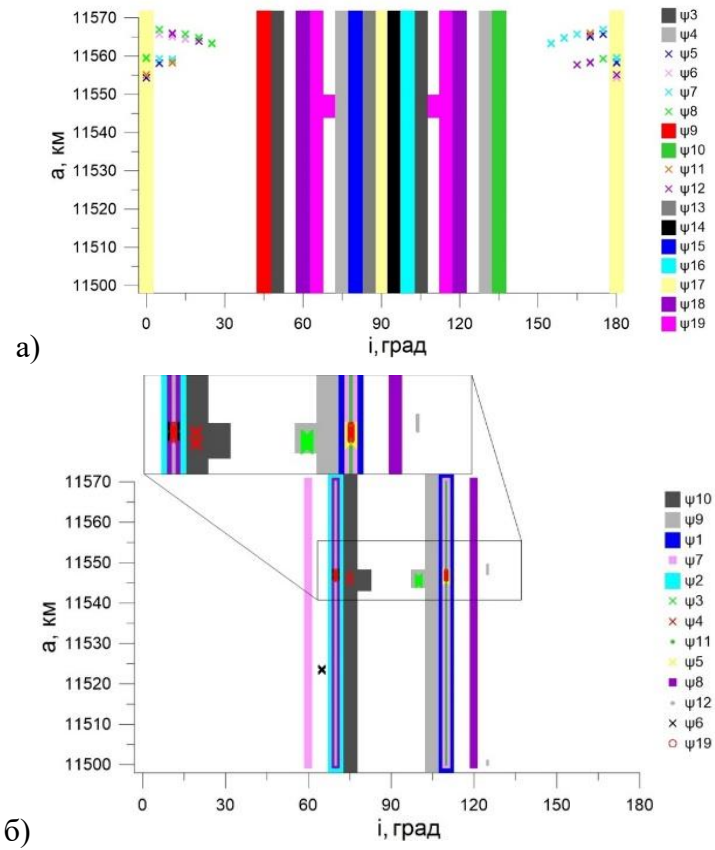 a, км
11570
11560
11550
11540
11530
11520
11510
11500
0
30
60
90
120
150
180
i,град
а)
ψ3
ψ4
ψ5
ψ6
ψ7
ψ8
ψ9
ψ10
ψ11
ψ12
ψ13
ψ14
ψ15
ψ16
ψ17
ψ18
ψ19
a, км
11570
11560
11550
11540
11530
11520
11510
11500
0
30
60
90
120
150
180
i,град
б)
ψ10
ψ9
ψ1
ψ7
ψ2
ψ3
ψ4
ψ11
ψ5
ψ8
ψ12
ψ6
ψ19